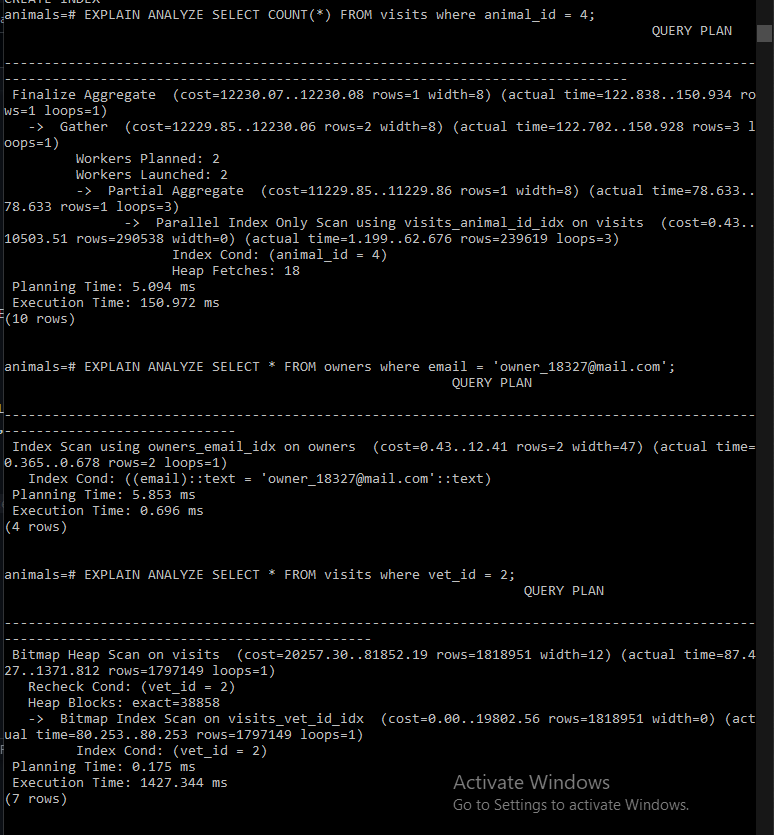 CREATE INDEX
animals=# EXPLAIN ANALYZE SELECT COUNT(*) FROM visits where animal_id = 4;
QUERY PLAN
-----------------------------------------------------------------------------------------------
------------------------------------------------------------------------------
Finalize Aggregate  (cost=12230.07..12230.08 rows=1 width=8) (actual time=122.838..150.934 ro
ws=1 loops=1)
->  Gather  (cost=12229.85..12230.06 rows=2 width=8) (actual time=122.702..150.928 rows=3 l
oops=1)
Workers Planned: 2
Workers Launched: 2
->  Partial Aggregate  (cost=11229.85..11229.86 rows=1 width=8) (actual time=78.633..
78.633 rows=1 loops=3)
->  Parallel Index Only Scan using visits_animal_id_idx on visits  (cost=0.43..
10503.51 rows=290538 width=0) (actual time=1.199..62.676 rows=239619 loops=3)
Index Cond: (animal_id = 4)
Heap Fetches: 18
Planning Time: 5.094 ms
Execution Time: 150.972 ms
(10 rows)
animals=# EXPLAIN ANALYZE SELECT * FROM owners where email = 'owner_18327@mail.com';
QUERY PLAN
-----------------------------------------------------------------------------------------------
-----------------------------
Index Scan using owners_email_idx on owners  (cost=0.43..12.41 rows=2 width=47) (actual time=
0.365..0.678 rows=2 loops=1)
Index Cond: ((email)::text = 'owner_18327@mail.com'::text)
Planning Time: 5.853 ms
Execution Time: 0.696 ms
(4 rows)
animals=# EXPLAIN ANALYZE SELECT * FROM visits where vet_id = 2;
QUERY PLAN
-----------------------------------------------------------------------------------------------
----------------------------------------------
Bitmap Heap Scan on visits  (cost=20257.30..81852.19 rows=1818951 width=12) (actual time=87.4
27..1371.812 rows=1797149 loops=1)
Recheck Cond: (vet_id = 2)
Heap Blocks: exact=38858
->  Bitmap Index Scan on visits_vet_id_idx  (cost=0.00..19802.56 rows=1818951 width=0) (act
ual time=80.253..80.253 rows=1797149 loops=1)
Index Cond: (vet_id = 2)
Planning Time: 0.175 ms
Execution Time: 1427.344 ms
(7 rows)
Activate Windows
Go to Settings to activate Windows.